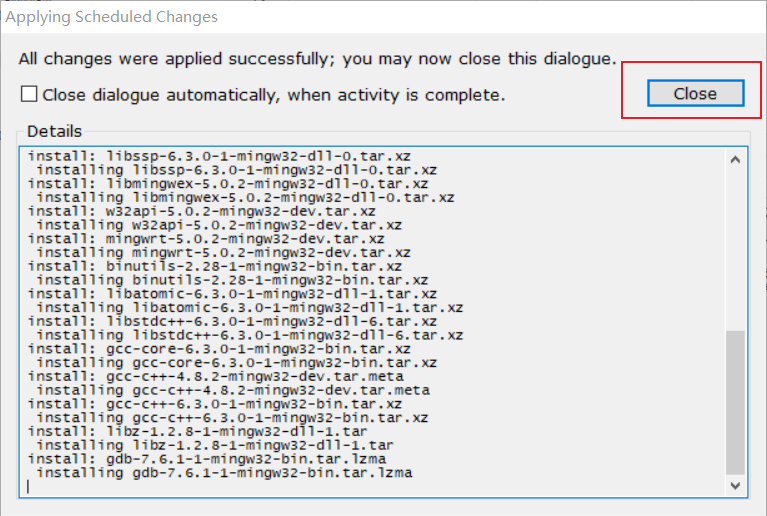 Applying Scheduled Changes
All changes were applied successfully; you may now close this dialogue.
Close dialogue automatically, when activity is complete.
Close
Details
install: libssp-6.3.0-1-mingw32-dll-0.tar.xz
installing libssp-6.3.0-1-mingw32-dll-0.tar.xz
install: libmingwex-5.0.2-mingw32-dll-0.tar.xz
installing libmingwex-5.0.2-mingw32-dll-0.tar.xz
install: w32api-5.0.2-mingw32-dev.tar.xz
installing w32api-5.0.2-mingw32-dev.tar.xz
install: mingwrt-5.0.2-mingw32-dev.tar.xz
installing mingwrt-5.0.2-mingw32-dev.tar.xz
install: binutils-2.28-1-mingw32-bin.tar.xz
installing binutils-2.28-1-mingw32-bin.tar.xz
install: libatomic-6.3.0-1-mingw32-dll-1.tar.xz
installing libatomic-6.3.0-1-mingw32-dll-1.tar.xz
install: libstdc++-6.3.0-1-mingw32-dll-6.tar.xz
installing libstdc++-6.3.0-1-mingw32-dll-6.tar.xz
install: gcc-core-6.3.0-1-mingw32-bin.tar.xz
installing gcc-core-6.3.0-1-mingw32-bin.tar.xz
install: gcc-c++-4.8.2-mingw32-dev.tar.meta
installing gcc-c++-4.8.2-mingw32-dev.tar.meta
install: gcc-c++-6.3.0-1-mingw32-bin.tar.xz
installing gcc-c++-6.3.0-1-mingw32-bin.tar.xz
install: libz-1.2.8-1-mingw32-dll-1.tar
installing libz-1.2.8-1-mingw32-dll-1.tar
install: gdb-7.6.1-1-mingw32-bin.tar.lzma
installing gdb-7.6.1-1-mingw32-bin.tar.lzma